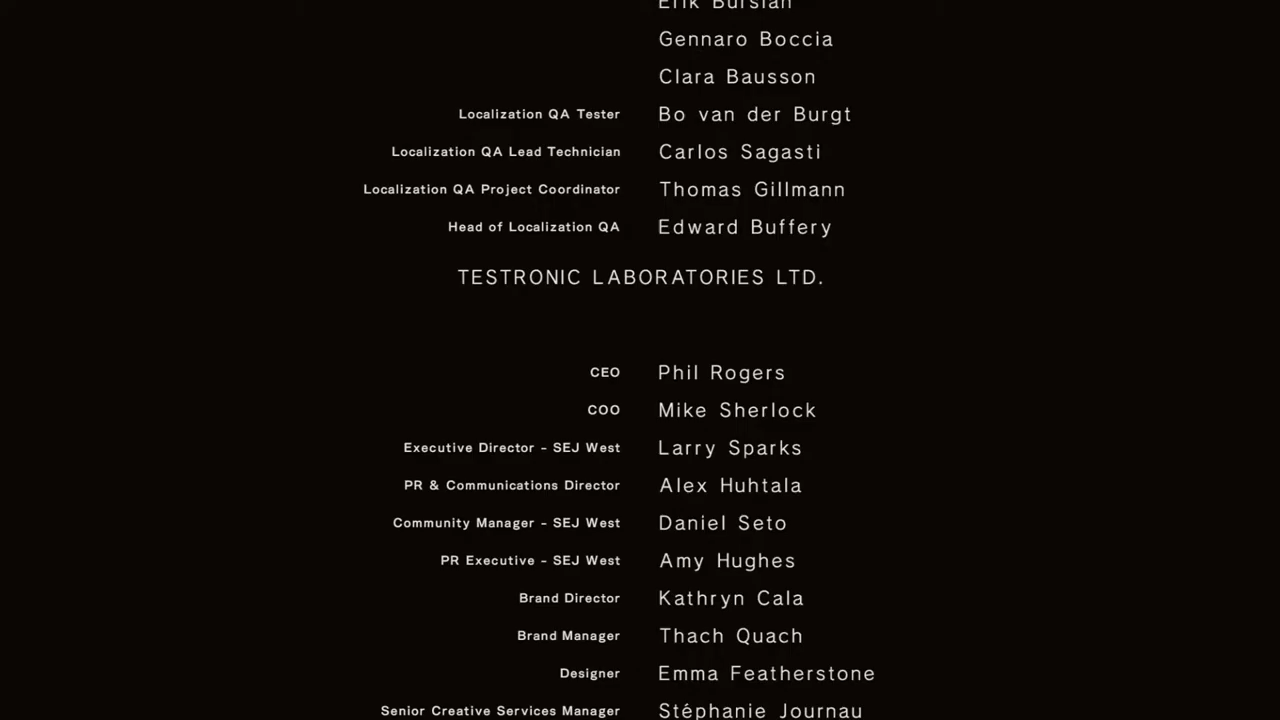 Erik Bursian
Gennaro Boccia
Clara Bausson
Localization QA Tester Bo van der Burgt
Localization QA Lead Technician Carlos Sagasti
Localization QA Project Coordinator Thomas Gillmann
Head of Localization QA Edward Buffery
TESTRONIC LABORATORIES LTD.
CEO Phil Rogers
COO Mike Sherlock
Executive Director - SEJ West Larry Sparks
PR & Communications Director Alex Huhtala
Community Manager - SEJ West Daniel Seto
PR Executive - SEJ West Amy Hughes
Brand Director Kathryn Cala
Brand Manager Thach Quach
Designer Emma Featherstone
Senior Creative Services Manager Stéphanie Journau